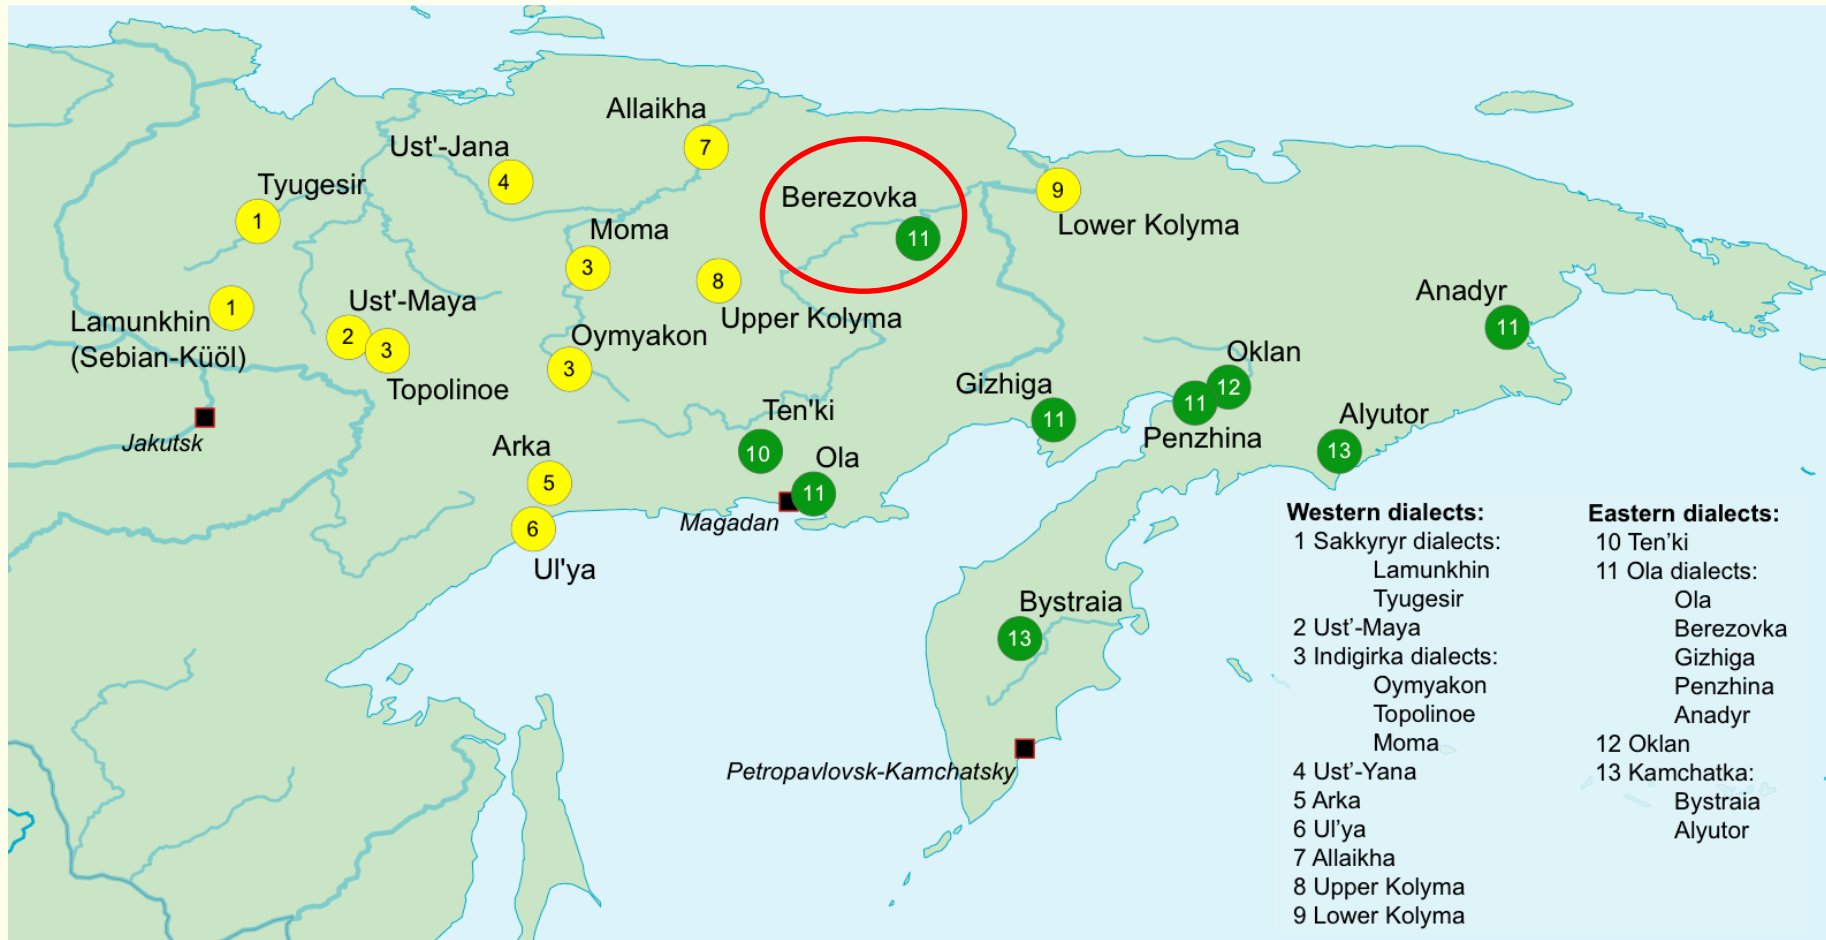 Allaikha
7
Ust'-Jana
4
Tyugesir
1
Berezovka
11
9
Lower Kolyma
Moma
3
8
Upper Kolyma
Anadyr
11
Lamunkhin
(Sebian-Küöl)
1
Ust'-Maya
2
3
Topolinoe
Oymyakon
3
Oklan
12
Gizhiga
11
11
Penzhina
Alyutor
13
Jakutsk
Ten'ki
10
Arka
5
Ola
11
Magadan
6
Ul'ya
Bystraia
13
Petropavlovsk-Kamchatsky
Western dialects:
1 Sakkyryr dialects:
Lamunkhin
Tyugesir
2 Ust’-Maya
3 Indigirka dialects:
Oymyakon
Topolinoe
Moma
4 Ust’-Yana
5 Arka
6 Ul’ya
7 Allaikha
8 Upper Kolyma
9 Lower Kolyma
Eastern dialects:
10 Ten’ki
11 Ola dialects:
Ola
Berezovka
Gizhiga
Penzhina
Anadyr
12 Oklan
13 Kamchatka:
Bystraia
Alyutor